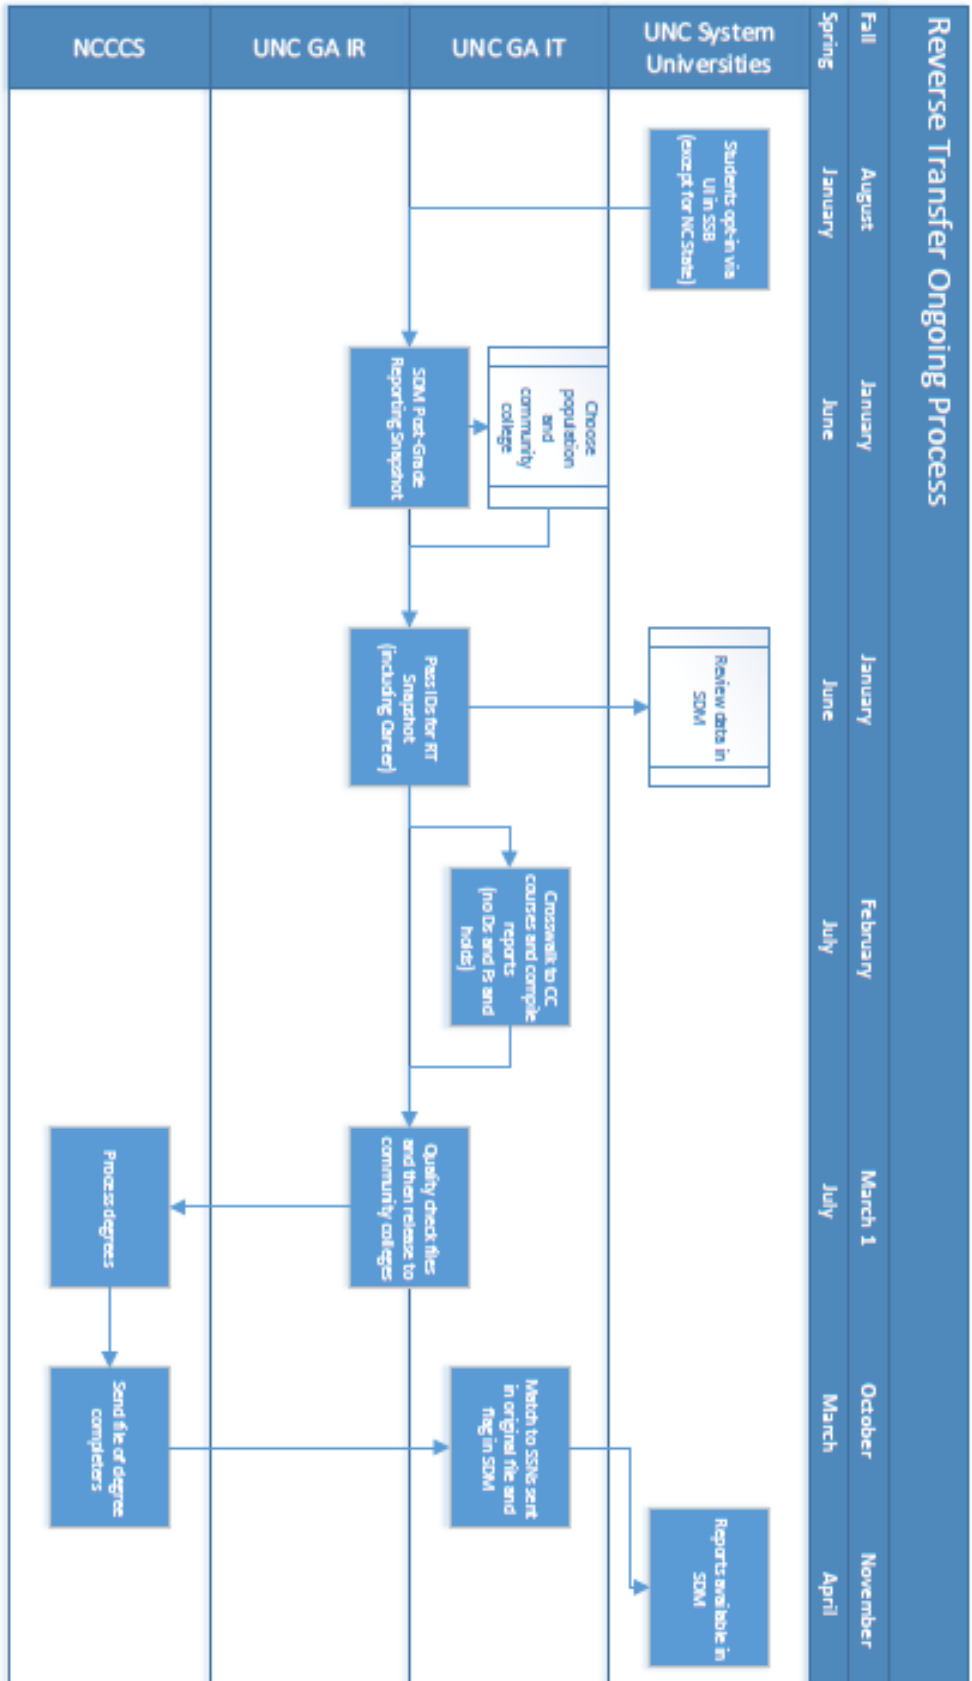 Reverse Transfer Ongoing Process
Fall
August
January
January
February
March 1
October
November
Spring
January
June
June
July
July
March
April
UNC System
Universities
Students opt-in via
UI in SSB
(except for NC State)
Review data in
SDM
Reports available in
SDM
UNC GA IT
Choose
population
and
community
college
Crosswalk to CC
courses and compile
reports
(no Ds and Fs and
holds)
Match to SSNs sent
in original file and
flag in SDM
UNC GA IR
SDM Post-Grade
Reporting Snapshot
Pass IDs for RT
Snapshot
(including Career)
Quality check files
and then release to
community colleges
NCCCS
Process degrees
Send file of degree
completers